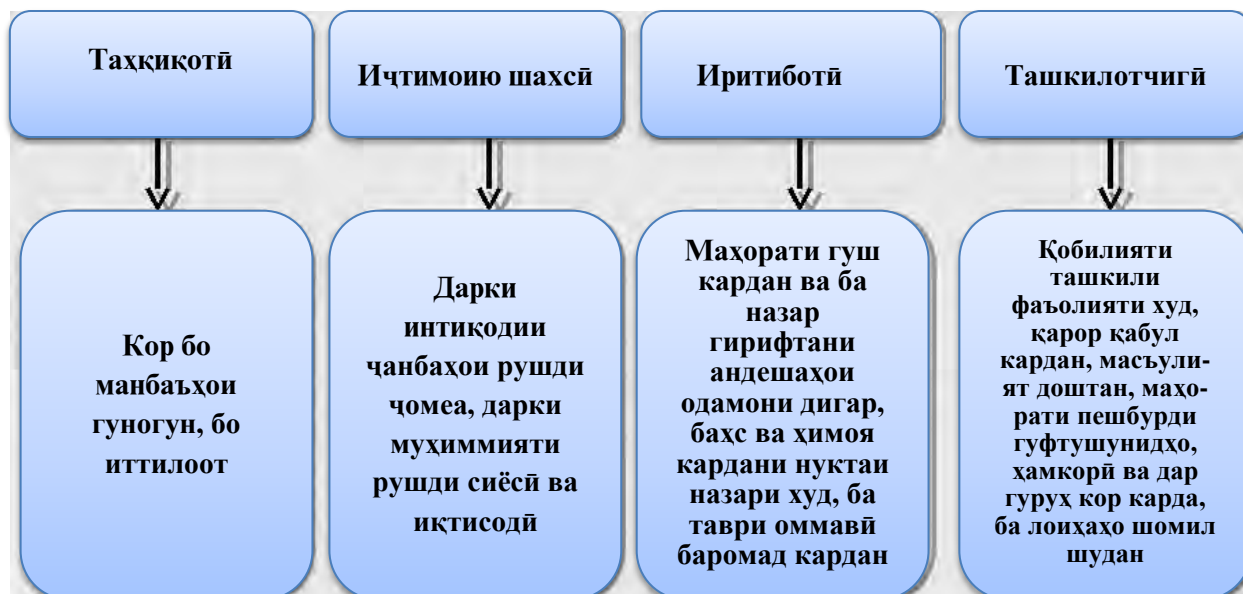 Таҳқиқотӣ
Иҷтимоию шахсӣ
Иритиботӣ
Ташкилотчигӣ
Кор бо
манбаъҳои
гуногун, бо
иттилоот
Дарки
интиқодии
ҷанбаҳои рушди
ҷомеа, дарки
муҳиммияти
рушди сиёсӣ ва
иқтисодӣ
Маҳорати гуш
кардан ва ба
назар
гирифтани
андешаҳои
одамони дигар,
баҳс ва ҳимоя
кардани нуктаи
назари худ, ба
таври оммавӣ
баромад кардан
Қобилияти
ташкили
фаъолияти худ,
қарор қабул
кардан, масъули-
ят доштан, маҳо-
рати пешбурди
гуфтушунидҳо,
ҳамкорӣ ва дар
гуруҳ кор карда,
ба лоиҳаҳо шомил
шудан